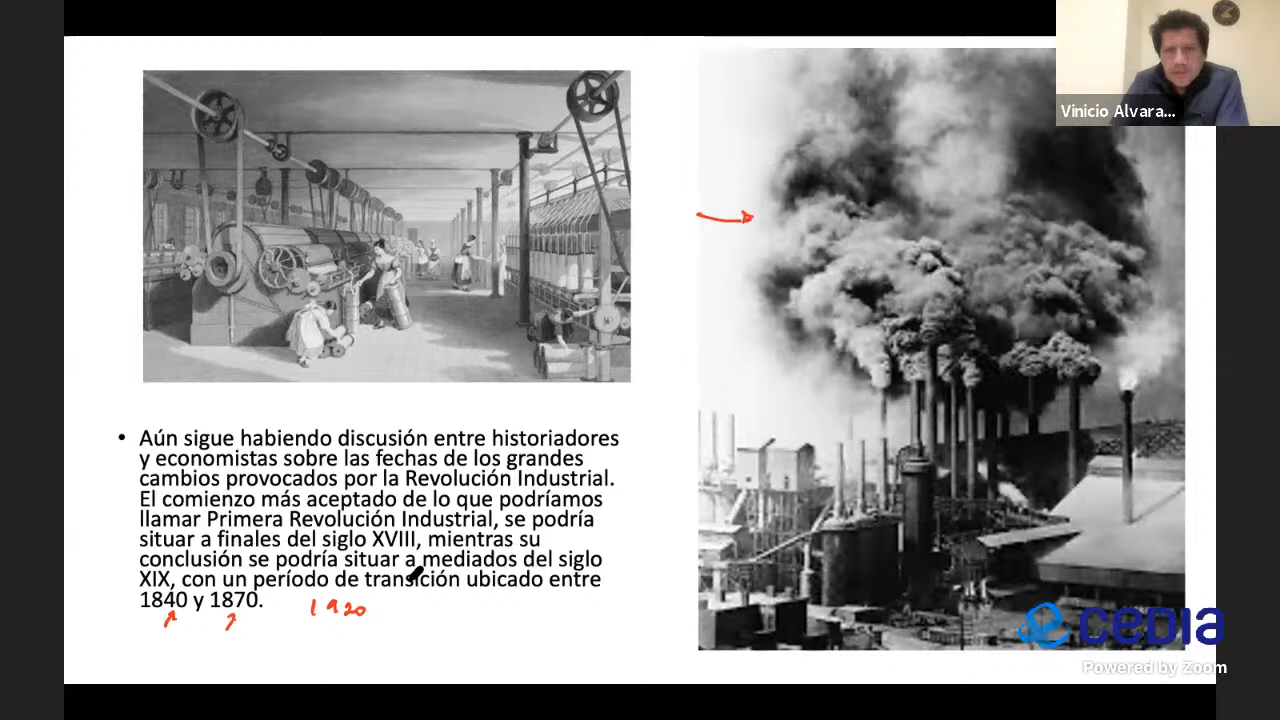 Vinicio Alvara...
• Aún sigue habiendo discusión entre historiadores
y economistas sobre las fechas de los grandes
cambios provocados por la Revolución Industrial.
El comienzo más aceptado de lo que podríamos
llamar Primera Revolución Industrial, se podría
situar a finales del siglo XVIII, mientras su
conclusión se podría situar a mediados del siglo
XIX, con un período de transición ubicado entre
1840 y 1870.
1920
cedia
Powered by Zoom